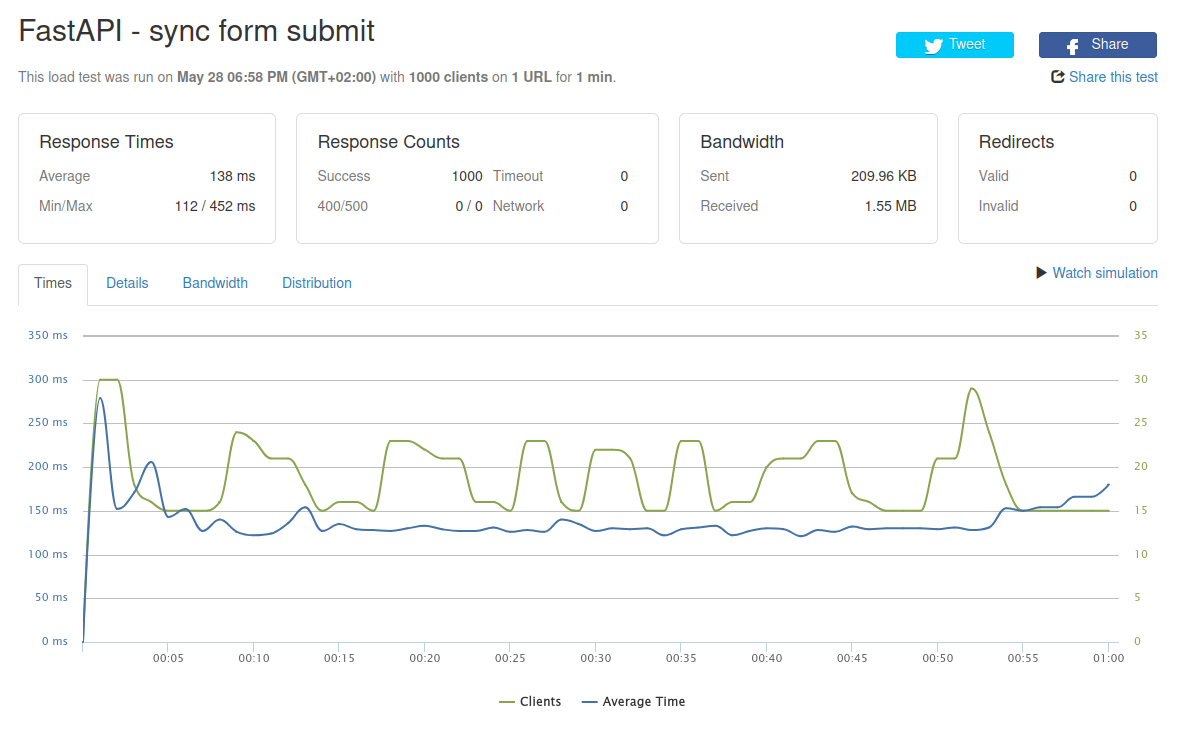 FastAPI - sync form submit
Tweet
Share
This load test was run on May 28 06:58 PM (GMT+02:00) with 1000 clients on 1 URL for 1 min.
Share this test
Response Times
Average 138 ms
Min/Max 112 / 452 ms
Response Counts
Success 1000 Timeout 0
400/500 0 / 0 Network 0
Bandwidth
Sent 209.96 KB
Received 1.55 MB
Redirects
Valid 0
Invalid 0
Times Details Bandwidth Distribution
Watch simulation
350 ms 35
300 ms 30
250 ms 25
200 ms 20
150 ms 15
100 ms 10
50 ms 5
0 ms 0
00:05 00:10 00:15 00:20 00:25 00:30 00:35 00:40 00:45 00:50 00:55 01:00
Clients Average Time